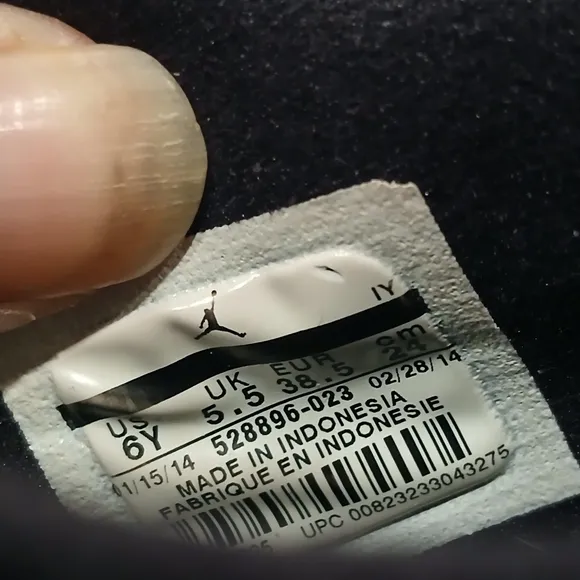 IY
US UK EUR cm
6Y 5.5 38.5 24
01/15/14 528896-023 02/28/14
MADE IN INDONESIA
FABRIQUE EN INDONÉSIE
UPC 00823233043275